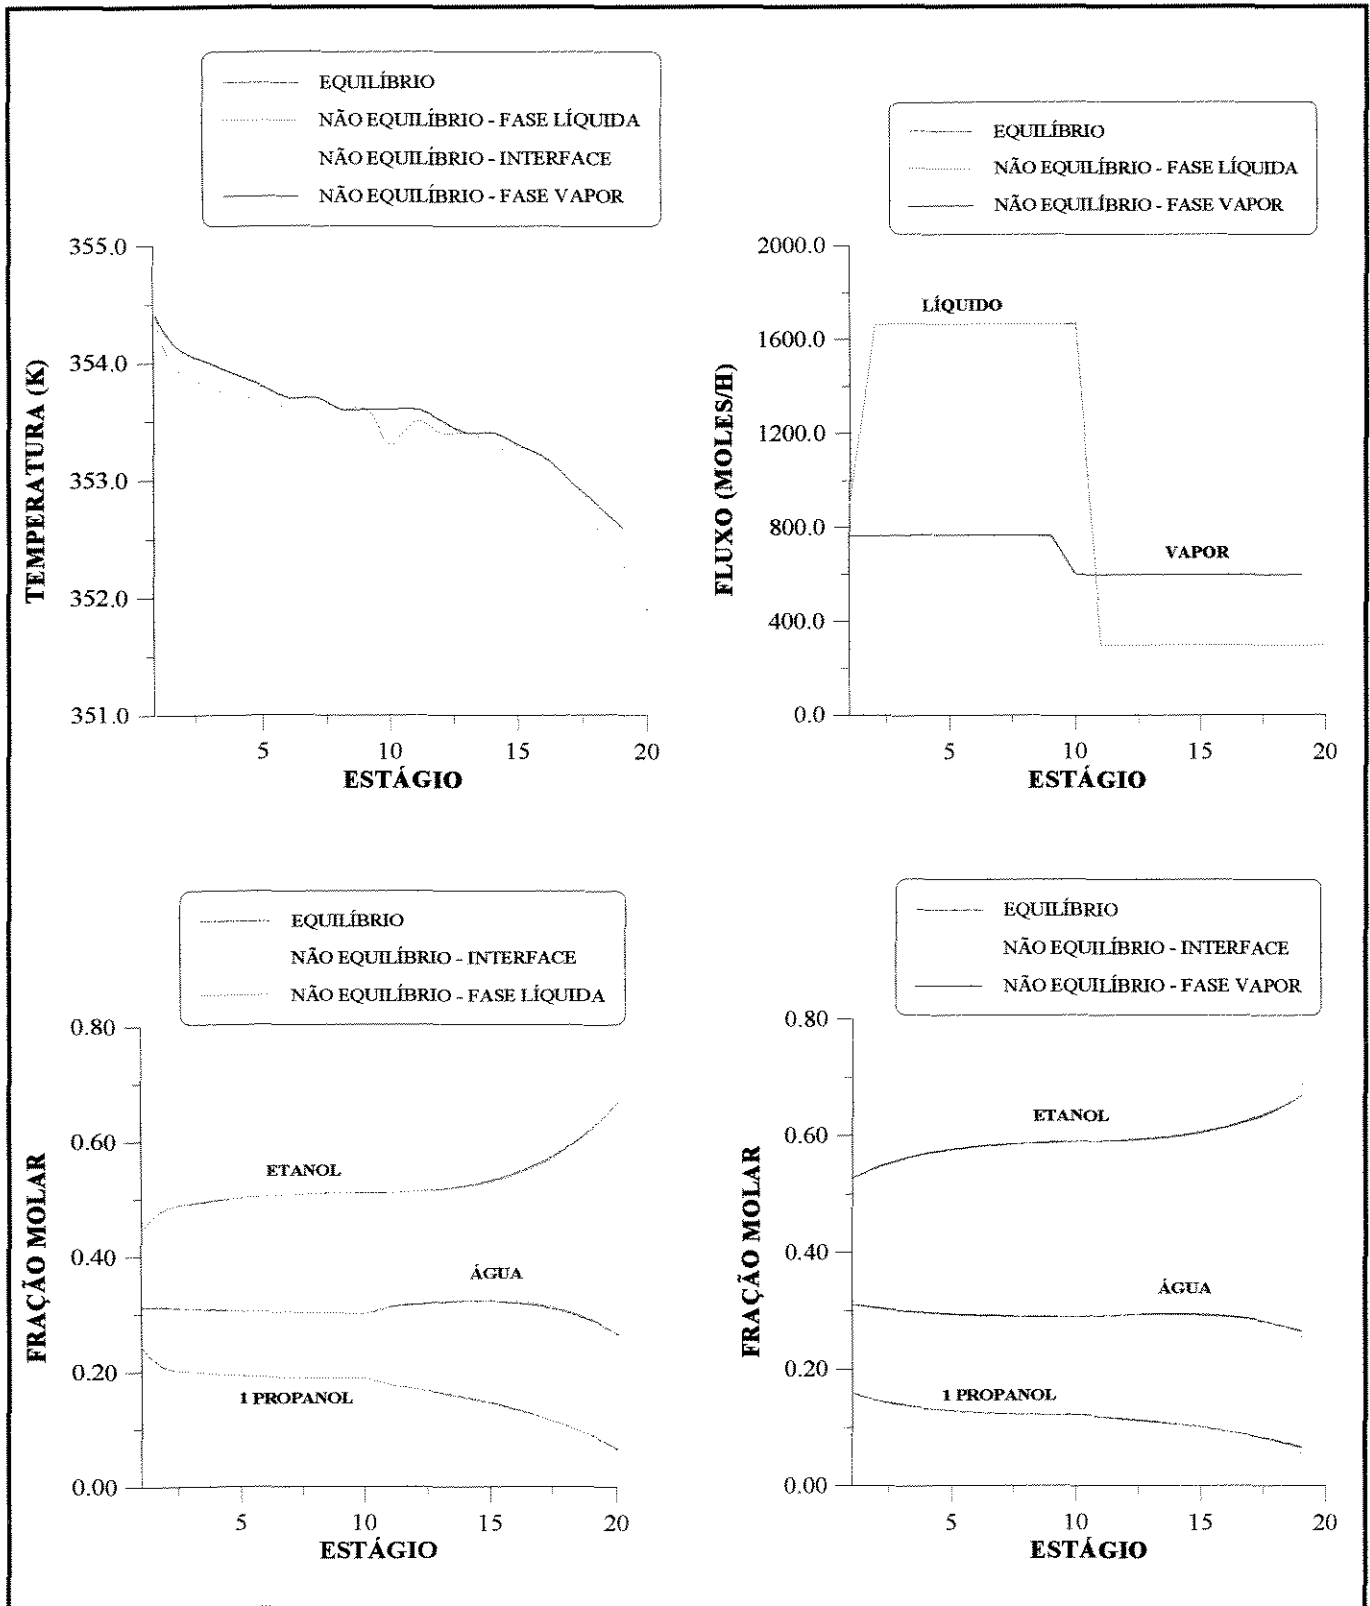 EQUILÍBRIO
NÃO EQUILÍBRIO - FASE LÍQUIDA
NÃO EQUILÍBRIO - INTERFACE
NÃO EQUILÍBRIO - FASE VAPOR
355.0
354.0
353.0
352.0
351.0
TEMPERATURA (K)
5
10
15
20
ESTÁGIO
EQUILÍBRIO
NÃO EQUILÍBRIO - FASE LÍQUIDA
NÃO EQUILÍBRIO - FASE VAPOR
2000.0
1600.0
1200.0
800.0
400.0
0.0
FLUXO (MOLES/H)
LÍQUIDO
VAPOR
5
10
15
20
ESTÁGIO
EQUILÍBRIO
NÃO EQUILÍBRIO - INTERFACE
NÃO EQUILÍBRIO - FASE LÍQUIDA
0.80
0.60
0.40
0.20
0.00
FRAÇÃO MOLAR
ETANOL
ÁGUA
1 PROPANOL
5
10
15
20
ESTÁGIO
EQUILÍBRIO
NÃO EQUILÍBRIO - INTERFACE
NÃO EQUILÍBRIO - FASE VAPOR
0.80
0.60
0.40
0.20
0.00
FRAÇÃO MOLAR
ETANOL
ÁGUA
1 PROPANOL
5
10
15
20
ESTÁGIO